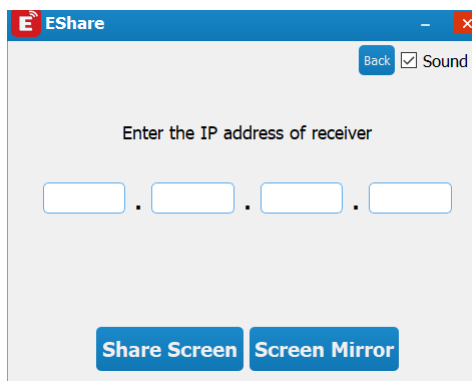 E EShare
Back Sound
Enter the IP address of receiver
. . .
Share Screen Screen Mirror